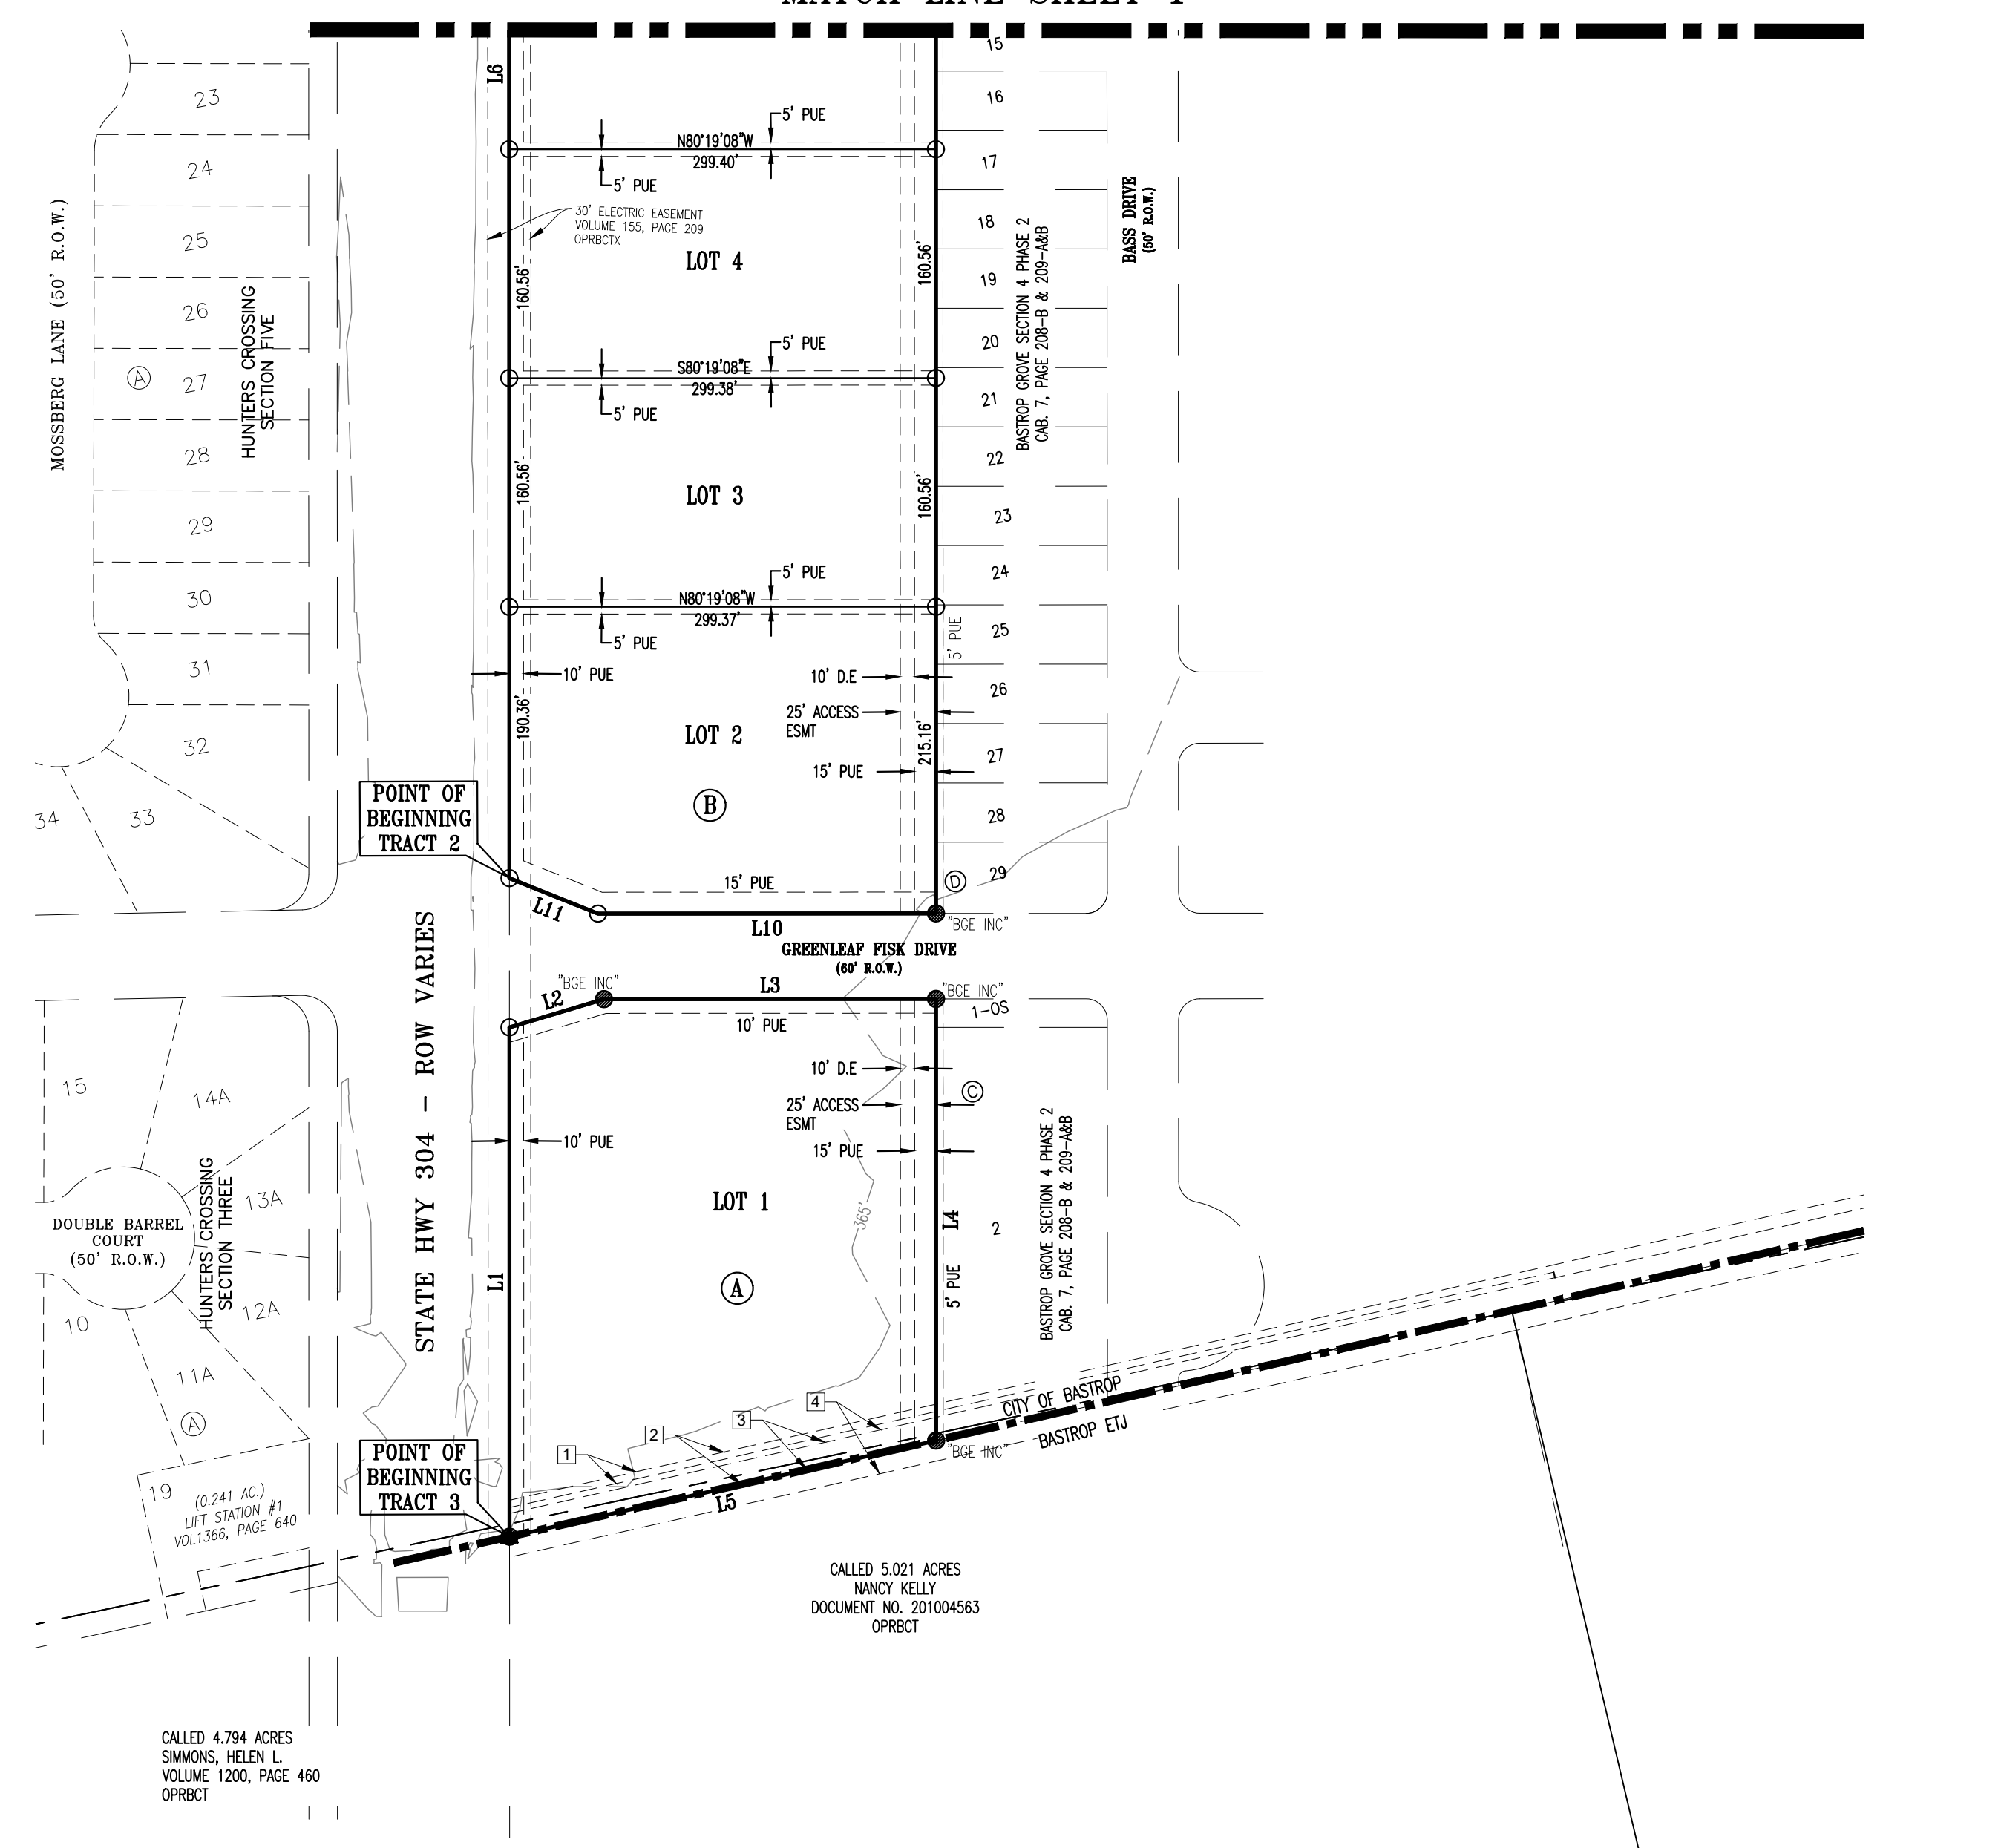 MATCH LINE SHEET 1
23
24
25
26
27
28
29
30
31
32
33
34
MOSSBERG LANE (50' R.O.W.)
A
HUNTERS CROSSING
SECTION FIVE
L6
N80°19'08"W
299.40'
5' PUE
5' PUE
30' ELECTRIC EASEMENT
VOLUME 155, PAGE 209
OPRBCTX
LOT 4
160.56'
160.56'
S80°19'08"E
299.38'
5' PUE
5' PUE
LOT 3
160.56'
160.56'
N80°19'08"W
299.37'
5' PUE
5' PUE
10' PUE
190.36'
LOT 2
10' D.E
25' ACCESS
ESMT
15' PUE
215.16'
5' PUE
B
15' PUE
15
16
17
18
19
20
21
22
23
24
25
26
27
28
29
D
BASTROP GROVE SECTION 4 PHASE 2
CAB. 7, PAGE 208-B & 209-A&B
BASS DRIVE
(50' R.O.W.)
POINT OF
BEGINNING
TRACT 2
L11
L10
"BGE INC"
GREENLEAF FISK DRIVE
(60' R.O.W.)
STATE HWY 304 - ROW VARIES
"BGE INC"
L2
L3
"BGE INC"
1-OS
10' PUE
10' D.E
25' ACCESS
ESMT
15' PUE
10' PUE
C
LOT 1
365'
L4
5' PUE
L1
A
2
BASTROP GROVE SECTION 4 PHASE 2
CAB. 7, PAGE 208-B & 209-A&B
15
14A
13A
12A
11A
10
19
A
DOUBLE BARREL
COURT
(50' R.O.W.)
HUNTERS CROSSING
SECTION THREE
(0.241 AC.)
LIFT STATION #1
VOL1366, PAGE 640
POINT OF
BEGINNING
TRACT 3
1
2
3
4
L5
"BGE INC"
CITY OF BASTROP
BASTROP ETJ
CALLED 5.021 ACRES
NANCY KELLY
DOCUMENT NO. 201004563
OPRBCT
CALLED 4.794 ACRES
SIMMONS, HELEN L.
VOLUME 1200, PAGE 460
OPRBCT